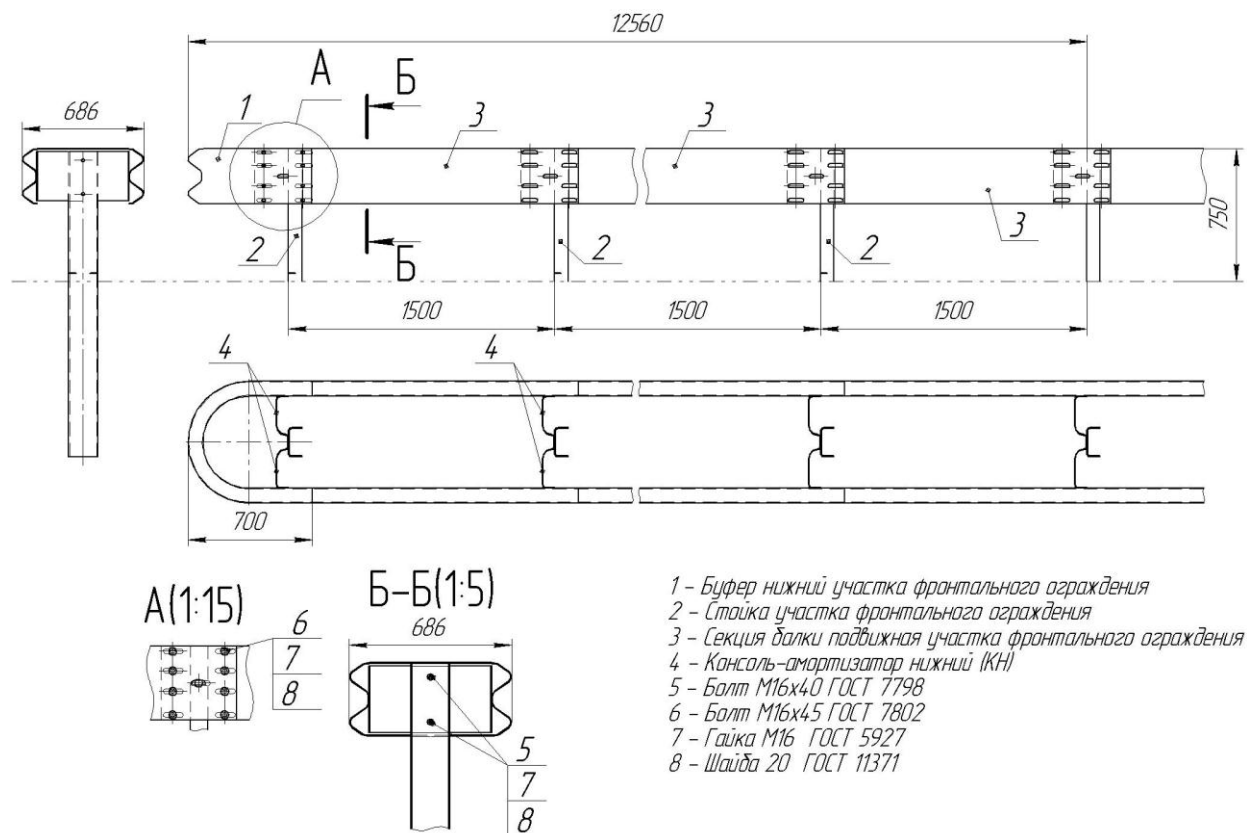 12560
А
Б
686
1
3
3
2
2
2
3
Б
750
1500
1500
1500
4
4
700
А(1:15)
6
7
8
Б–Б(1:5)
686
5
7
8
1 – Буфер нижний участка фронтального ограждения
2 – Стойка участка фронтального ограждения
3 – Секция балки подвижная участка фронтального ограждения
4 – Консоль-амортизатор нижний (КН)
5 – Болт М16х40 ГОСТ 7798
6 – Болт М16х45 ГОСТ 7802
7 – Гайка М16 ГОСТ 5927
8 – Шайба 20 ГОСТ 11371